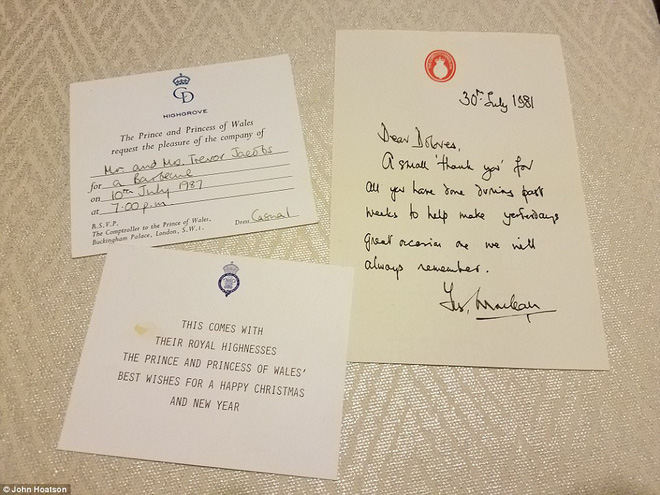 CD
HIGHGROVE
The Prince and Princess of Wales
request the pleasure of the company of
Mr. and Mrs. Trevor Jacobs
for a Barbecue
on 10th July 1987
at 7.00 p.m.
R.S.V.P.
The Comptroller to the Prince of Wales,
Buckingham Palace, London, S.W.1.
Dress Casual
30th July 1981
Dear Dolores,
A small 'thank you' for
all you have done during past
weeks to help make yesterdays
great occasion one we will
always remember.
THIS COMES WITH
THEIR ROYAL HIGHNESSES
THE PRINCE AND PRINCESS OF WALES'
BEST WISHES FOR A HAPPY CHRISTMAS
AND NEW YEAR
© John Hoatson